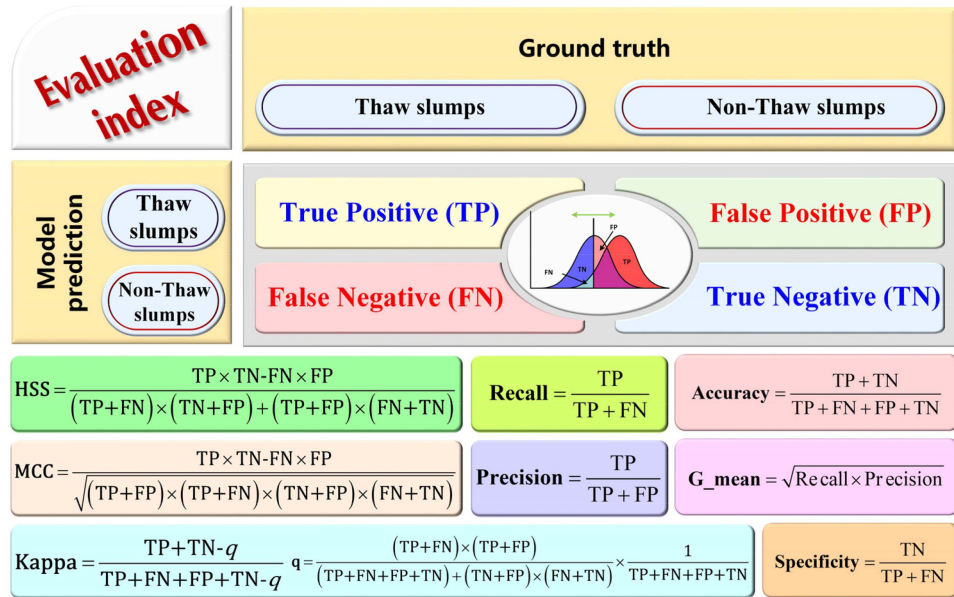 Evaluation
index
Ground truth
Thaw slumps
Non-Thaw slumps
Model
prediction
Thaw
slumps
Non-Thaw
slumps
True Positive (TP)
False Positive (FP)
False Negative (FN)
True Negative (TN)
FP
FN
TN
TP
HSS = TP×TN-FN×FP / (TP+FN)×(TN+FP)+(TP+FP)×(FN+TN)
Recall = TP / TP + FN
Accuracy = TP + TN / TP + FN + FP + TN
MCC = TP×TN-FN×FP / √(TP+FP)×(TP+FN)×(TN+FP)×(FN+TN)
Precision = TP / TP + FP
G_mean = √Recall × Precision
Kappa = TP+TN-q / TP+FN+FP+TN-q
q = (TP+FN)×(TP+FP) / (TP+FN+FP+TN)+(TN+FP)×(FN+TN) × 1 / TP+FN+FP+TN
Specificity = TN / TP + FN